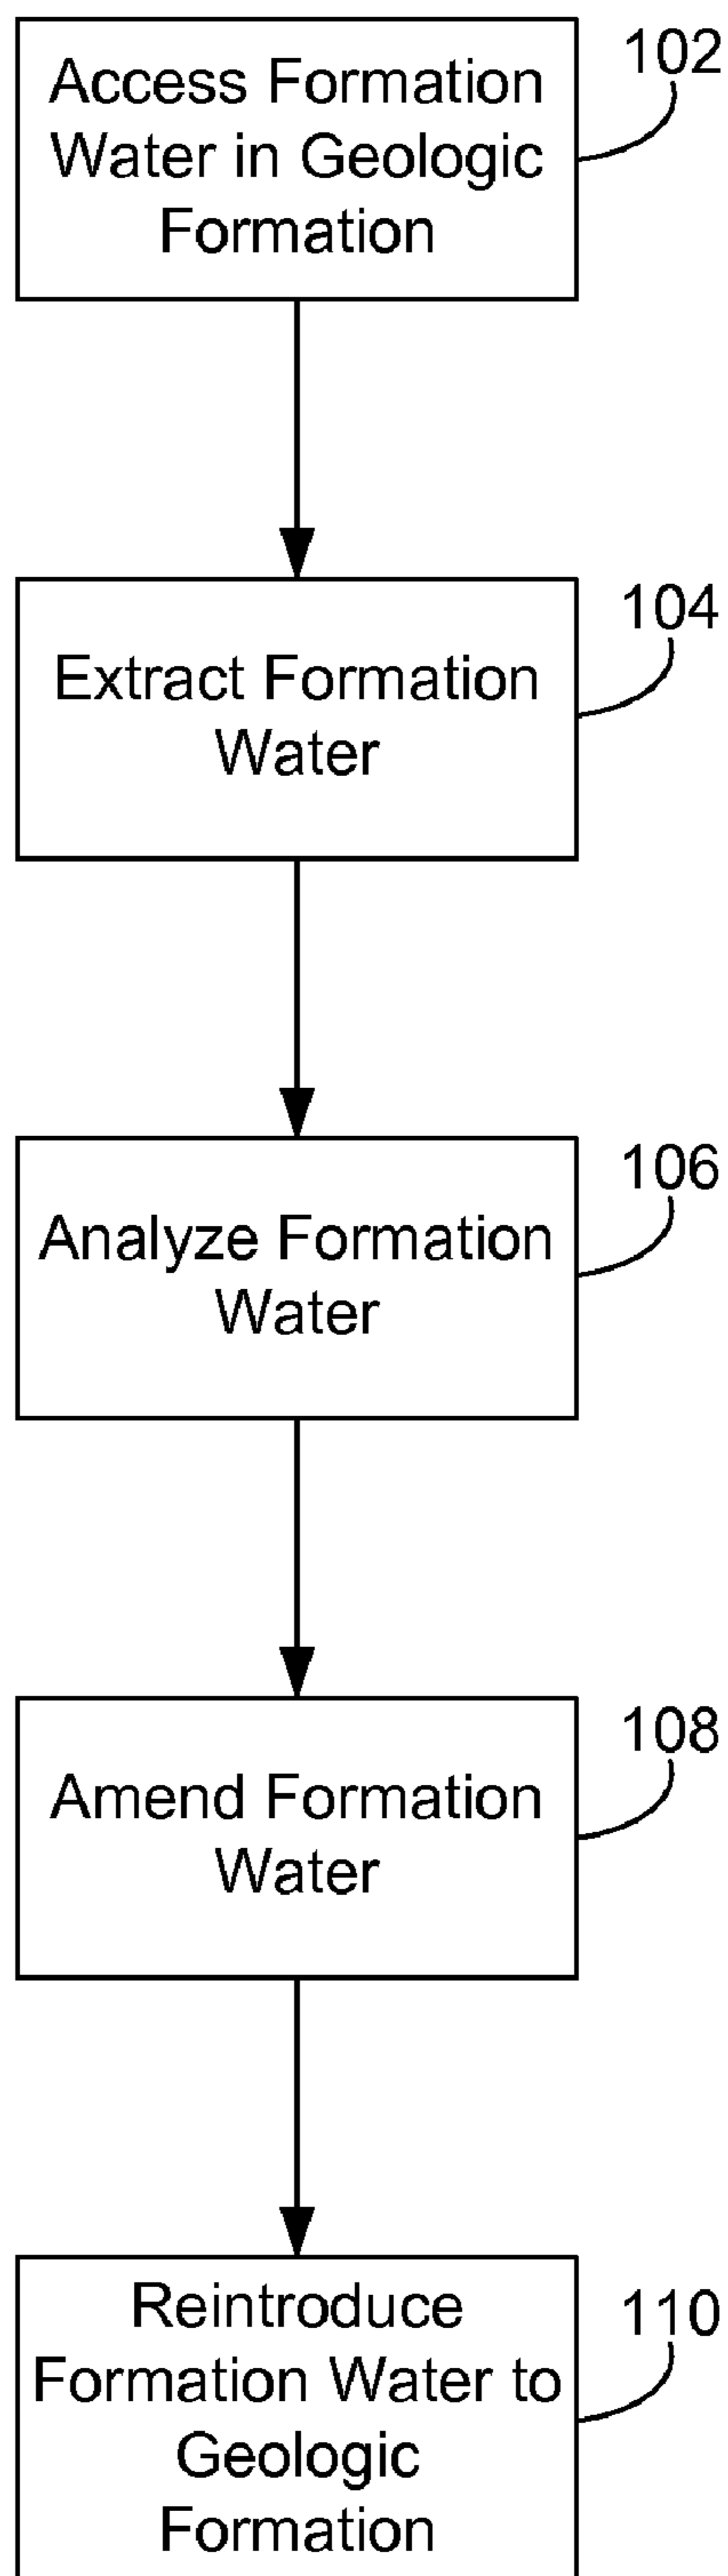 Access Formation
Water in Geologic
Formation
102
Extract Formation
Water
104
Analyze Formation
Water
106
Amend Formation
Water
108
Reintroduce
Formation Water to
Geologic
Formation
110